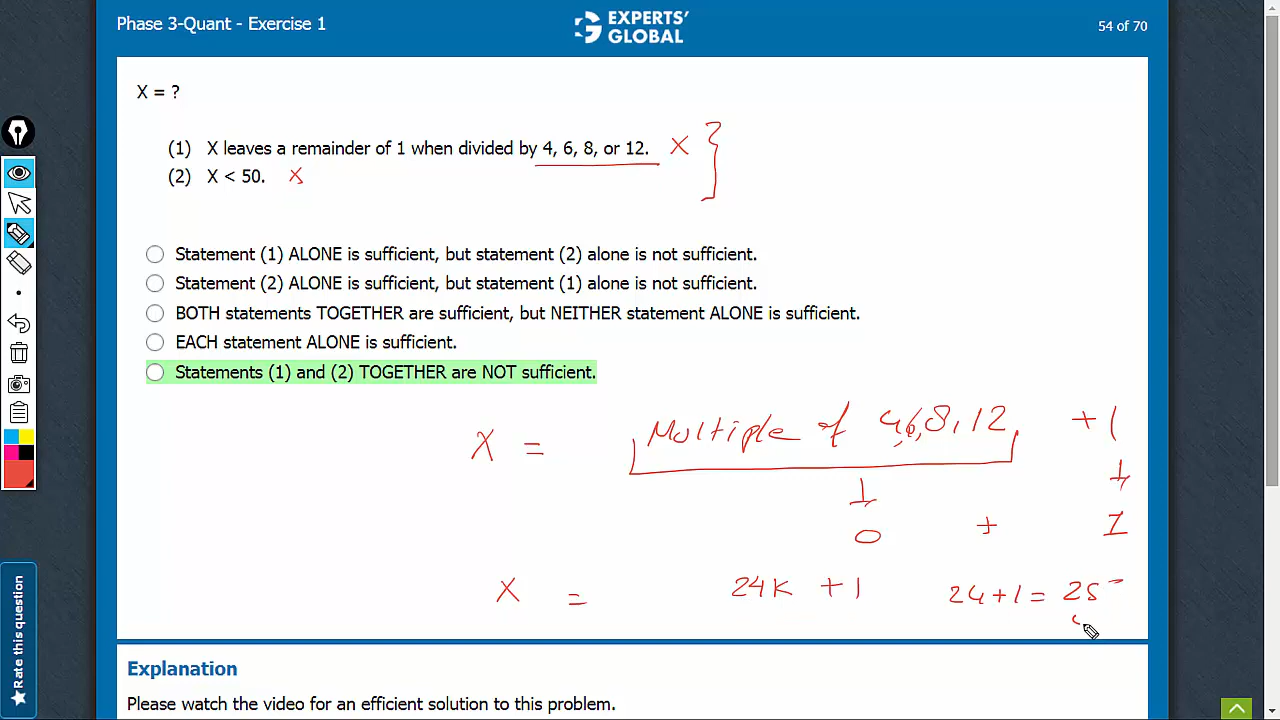 Phase 3-Quant - Exercise 1
EXPERTS' GLOBAL
54 of 70
X = ?
(1) X leaves a remainder of 1 when divided by 4, 6, 8, or 12. X
(2) X < 50. X
Statement (1) ALONE is sufficient, but statement (2) alone is not sufficient.
Statement (2) ALONE is sufficient, but statement (1) alone is not sufficient.
BOTH statements TOGETHER are sufficient, but NEITHER statement ALONE is sufficient.
EACH statement ALONE is sufficient.
Statements (1) and (2) TOGETHER are NOT sufficient.
X = Multiple of 4,6,8,12 +1
0 + 1
X = 24K + 1 24+1 = 25
Rate this question
Explanation
Please watch the video for an efficient solution to this problem.